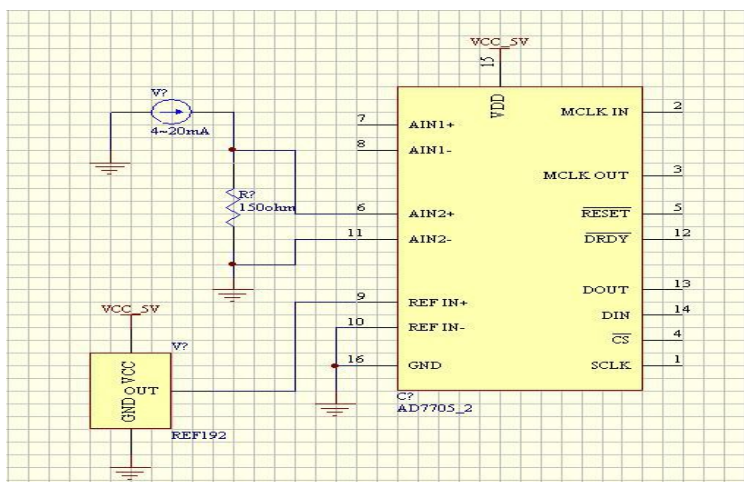 VCC_5V
15
VDD
V?
4~20mA
7
AIN1+
MCLK IN
2
8
AIN1-
MCLK OUT
3
R?
150ohm
6
AIN2+
RESET
5
11
AIN2-
DRDY
12
9
REF IN+
DOUT
13
10
REF IN-
DIN
14
CS
4
16
GND
SCLK
1
C?
AD7705_2
VCC_5V
V?
VCC
OUT
GND
REF192